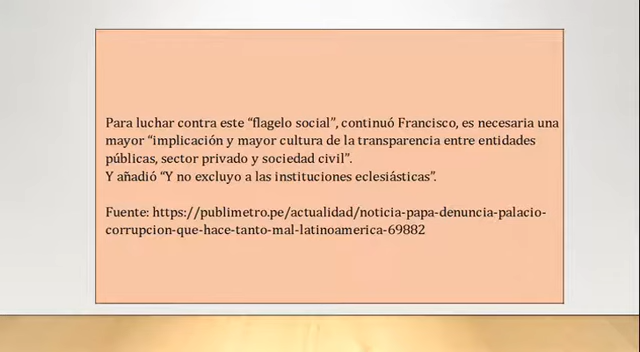 Para luchar contra este “flagelo social”, continuó Francisco, es necesaria una
mayor “implicación y mayor cultura de la transparencia entre entidades
públicas, sector privado y sociedad civil”.
Y añadió “Y no excluyo a las instituciones eclesiásticas”.
Fuente: https://publimetro.pe/actualidad/noticia-papa-denuncia-palacio-
corrupcion-que-hace-tanto-mal-latinoamerica-69882